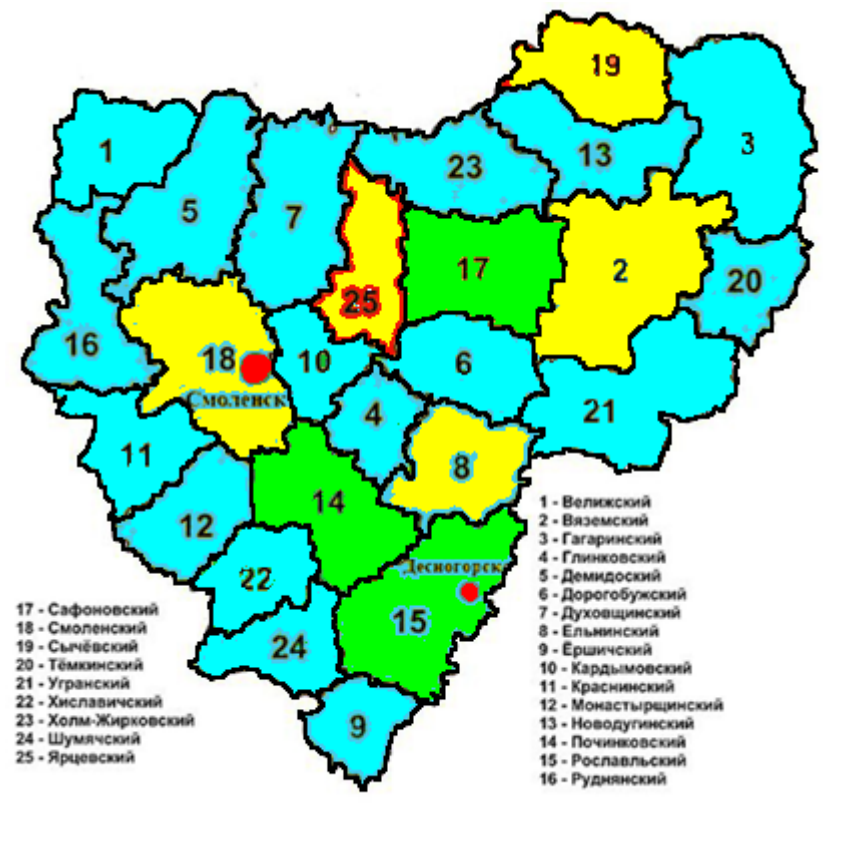 19
3
1
13
23
5
7
17
2
20
25
16
18
10
6
Смоленск
4
21
11
8
14
12
Десногорск
22
15
24
9
1 - Велижский
2 - Вяземский
3 - Гагаринский
4 - Глинковский
5 - Демидоский
6 - Дорогобужский
7 - Духовщинский
8 - Ельнинский
9 - Ёршичский
10 - Кардымовский
11 - Краснинский
12 - Монастырщинский
13 - Новодугинский
14 - Починковский
15 - Рославльский
16 - Руднянский
17 - Сафоновский
18 - Смоленский
19 - Сычёвский
20 - Тёмкинский
21 - Угранский
22 - Хиславичский
23 - Холм-Жирковский
24 - Шумячский
25 - Ярцевский